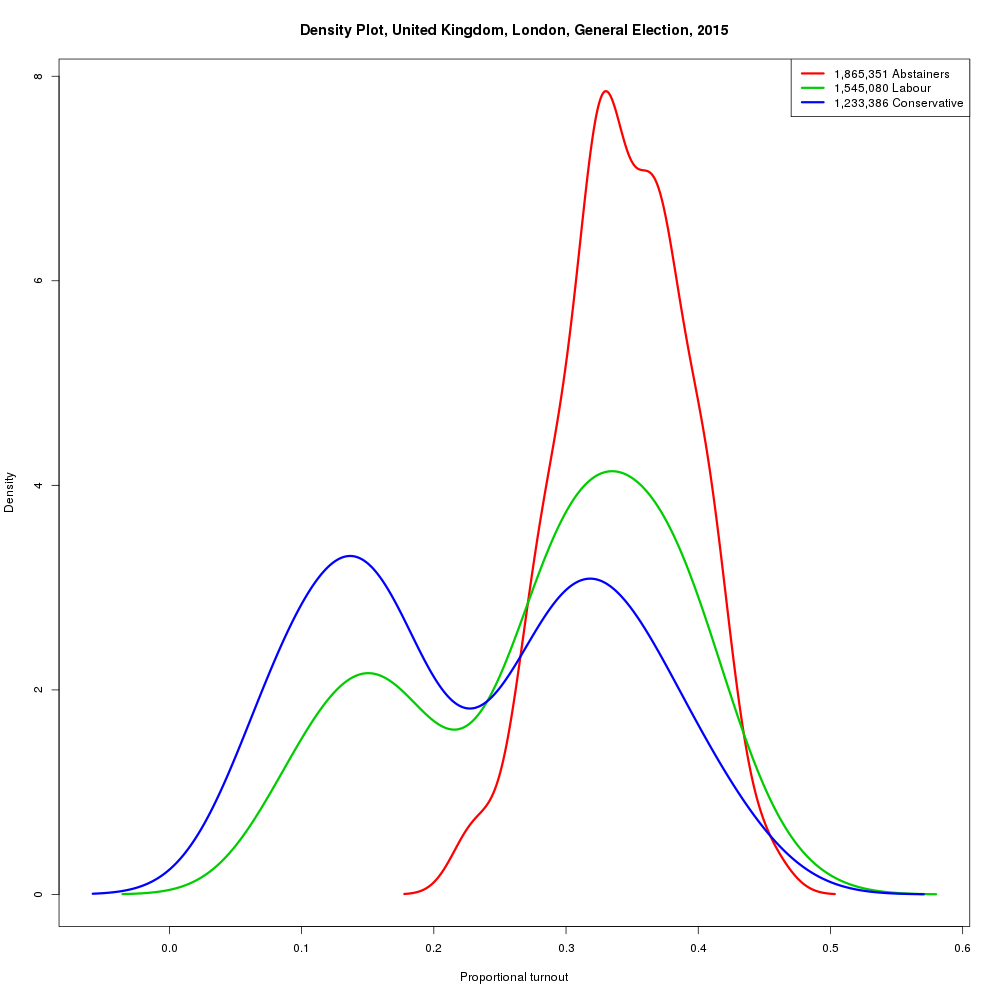 Density Plot, United Kingdom, London, General Election, 2015
1,865,351 Abstainers
1,545,080 Labour
1,233,386 Conservative
Density
8
6
4
2
0
0.0 0.1 0.2 0.3 0.4 0.5 0.6
Proportional turnout